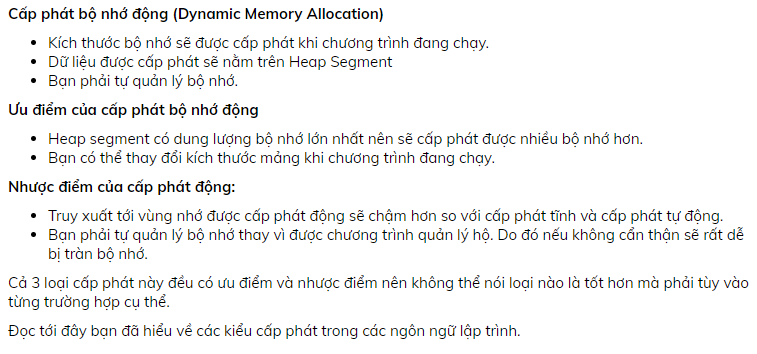 Cấp phát bộ nhớ động (Dynamic Memory Allocation)
• Kích thước bộ nhớ sẽ được cấp phát khi chương trình đang chạy.
• Dữ liệu được cấp phát sẽ nằm trên Heap Segment
• Bạn phải tự quản lý bộ nhớ.
Ưu điểm của cấp phát bộ nhớ động
• Heap segment có dung lượng bộ nhớ lớn nhất nên sẽ cấp phát được nhiều bộ nhớ hơn.
• Bạn có thể thay đổi kích thước mảng khi chương trình đang chạy.
Nhược điểm của cấp phát động:
• Truy xuất tới vùng nhớ được cấp phát động sẽ chậm hơn so với cấp phát tĩnh và cấp phát tự động.
• Bạn phải tự quản lý bộ nhớ thay vì được chương trình quản lý hộ. Do đó nếu không cẩn thận sẽ rất dễ
bị tràn bộ nhớ.
Cả 3 loại cấp phát này đều có ưu điểm và nhược điểm nên không thể nói loại nào là tốt hơn mà phải tùy vào
từng trường hợp cụ thể.
Đọc tới đây bạn đã hiểu về các kiểu cấp phát trong các ngôn ngữ lập trình.